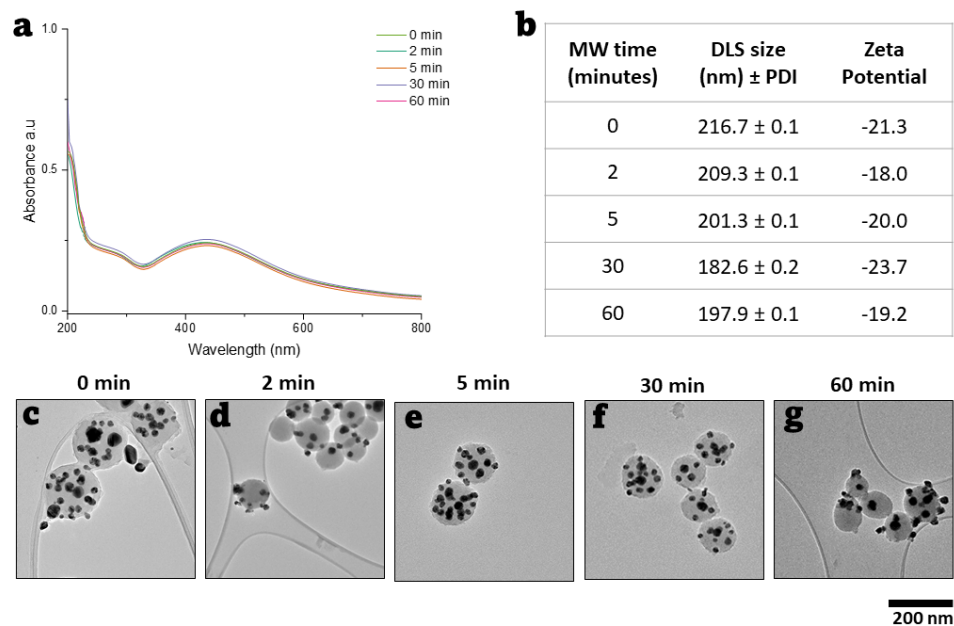 a
1.0
0.5
0.0
200
400
600
800
Absorbance a.u
Wavelength (nm)
0 min
2 min
5 min
30 min
60 min
b
MW time (minutes) DLS size (nm) ± PDI Zeta Potential
0 216.7 ± 0.1 -21.3
2 209.3 ± 0.1 -18.0
5 201.3 ± 0.1 -20.0
30 182.6 ± 0.2 -23.7
60 197.9 ± 0.1 -19.2
0 min
2 min
5 min
30 min
60 min
c
d
e
f
g
200 nm